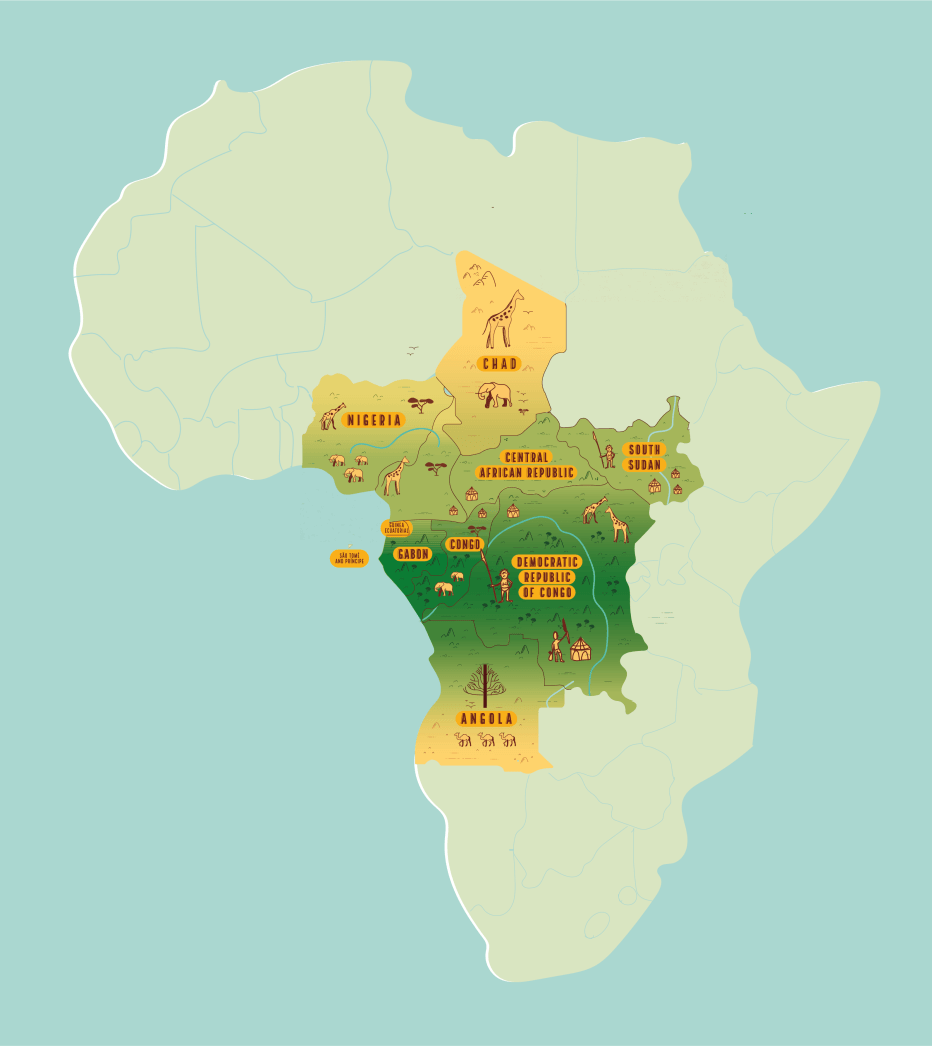 CHAD
NIGERIA
CENTRAL
AFRICAN REPUBLIC
SOUTH
SUDAN
GUINEA
ECUATORIAL
SÃO TOMÉ
AND PRÍNCIPE
GABON
CONGO
DEMOCRATIC
REPUBLIC
OF CONGO
ANGOLA